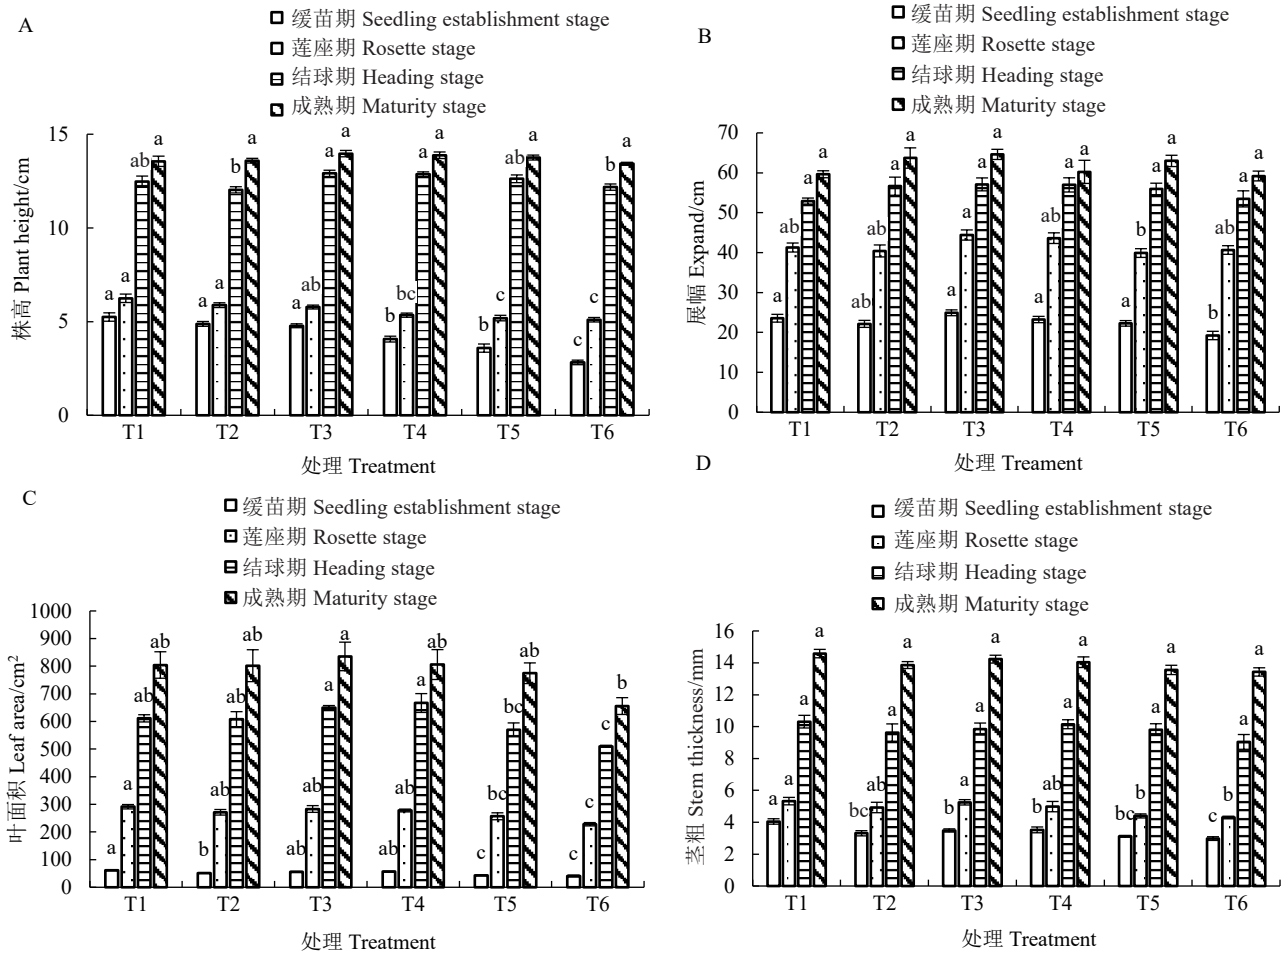 A
缓苗期 Seedling establishment stage
莲座期 Rosette stage
结球期 Heading stage
成熟期 Maturity stage
株高 Plant height/cm
15
10
5
0
a a ab a
a a b a
a ab a a
b bc a a
b c ab a
c c b a
T1 T2 T3 T4 T5 T6
处理 Treatment
B
缓苗期 Seedling establishment stage
莲座期 Rosette stage
结球期 Heading stage
成熟期 Maturity stage
展幅 Expand/cm
70
60
50
40
30
20
10
0
a ab a a
ab ab a a
a a a a
a ab a a
a b a a
b ab a a
T1 T2 T3 T4 T5 T6
处理 Treament
C
缓苗期 Seedling establishment stage
莲座期 Rosette stage
结球期 Heading stage
成熟期 Maturity stage
叶面积 Leaf area/cm²
1000
900
800
700
600
500
400
300
200
100
0
a a ab ab
b ab ab ab
ab ab a a
ab ab a ab
c bc bc ab
c c c b
T1 T2 T3 T4 T5 T6
处理 Treatment
D
缓苗期 Seedling establishment stage
莲座期 Rosette stage
结球期 Heading stage
成熟期 Maturity stage
茎粗 Stem thickness/mm
16
14
12
10
8
6
4
2
0
a a a a
bc ab a a
b a a a
b ab a a
bc b a a
c b a a
T1 T2 T3 T4 T5 T6
处理 Treatment